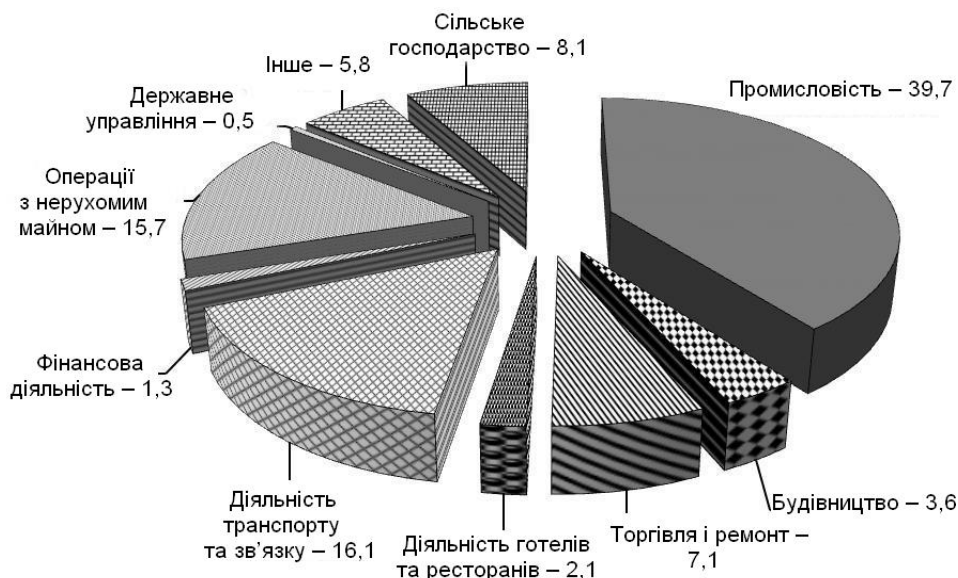 Сільське
господарство – 8,1
Промисловість – 39,7
Будівництво – 3,6
Торгівля і ремонт –
7,1
Діяльність готелів
та ресторанів – 2,1
Діяльність
транспорту
та зв'язку – 16,1
Фінансова
діяльність – 1,3
Операції
з нерухомим
майном – 15,7
Державне
управління – 0,5
Інше – 5,8